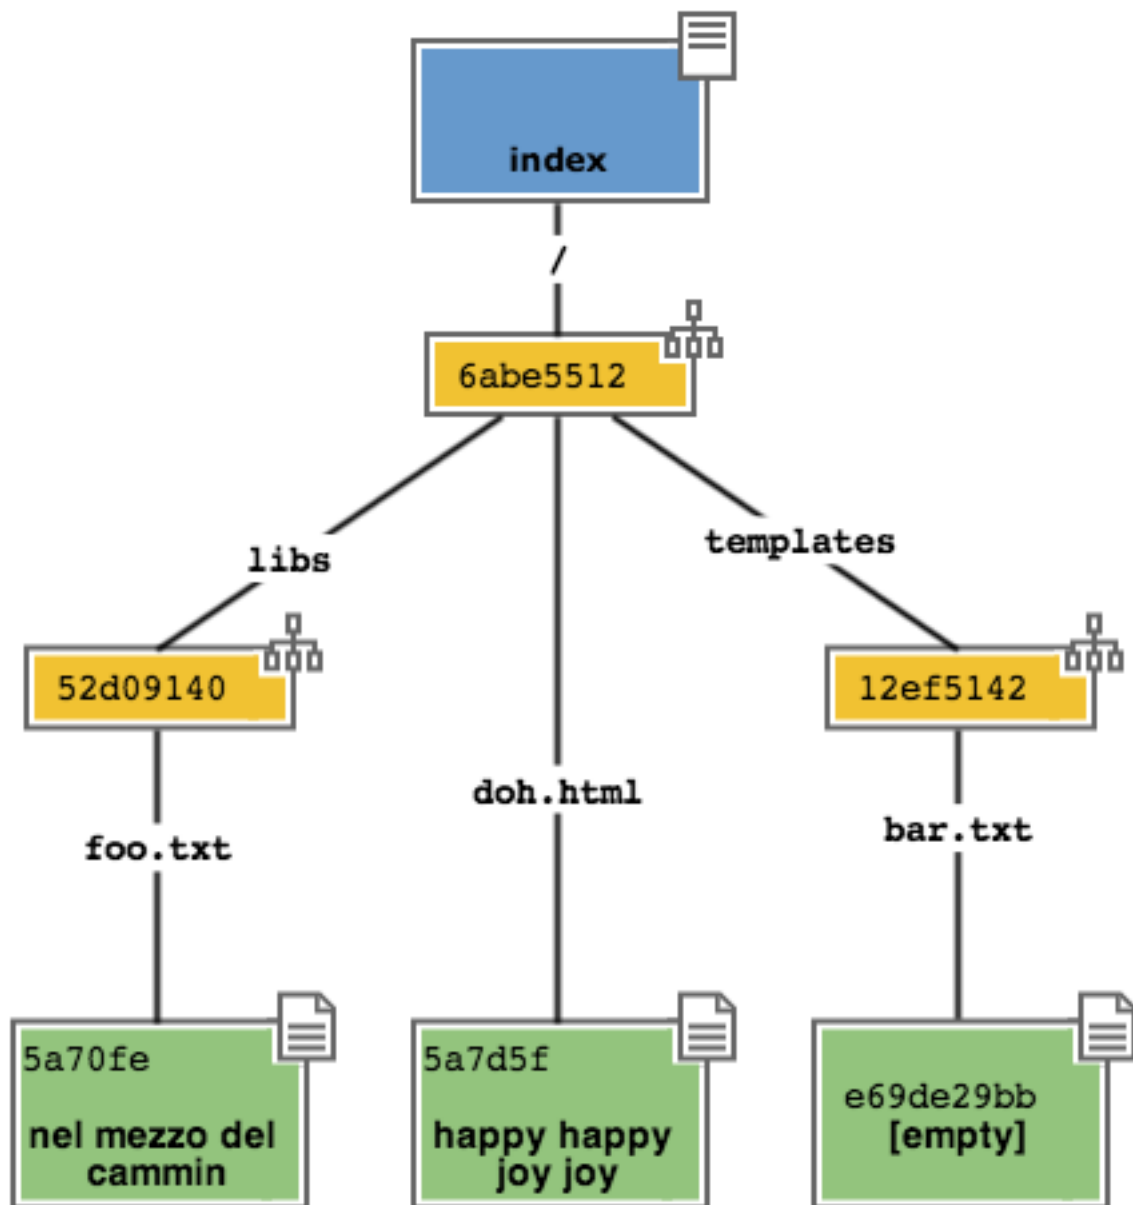 index
/
6abe5512
libs
templates
52d09140
12ef5142
doh.html
bar.txt
foo.txt
5a70fe
nel mezzo del
cammin
5a7d5f
happy happy
joy joy
e69de29bb
[empty]